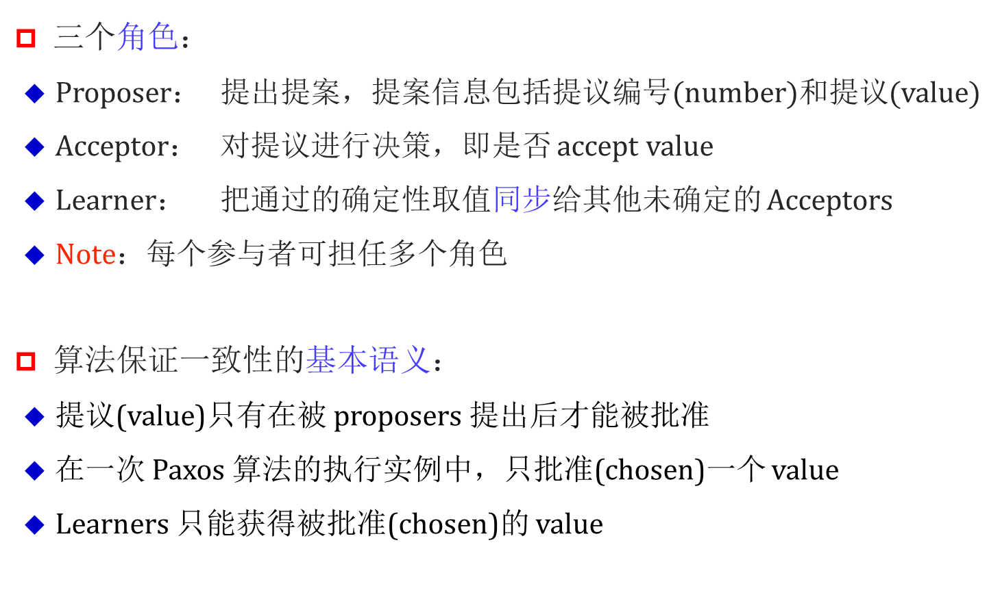 三个角色：
Proposer： 提出提案，提案信息包括提议编号(number)和提议(value)
Acceptor： 对提议进行决策，即是否 accept value
Learner： 把通过的确定性取值同步给其他未确定的 Acceptors
Note：每个参与者可担任多个角色
算法保证一致性的基本语义：
提议(value)只有在被 proposers 提出后才能被批准
在一次 Paxos 算法的执行实例中，只批准(chosen)一个 value
Learners 只能获得被批准(chosen)的 value